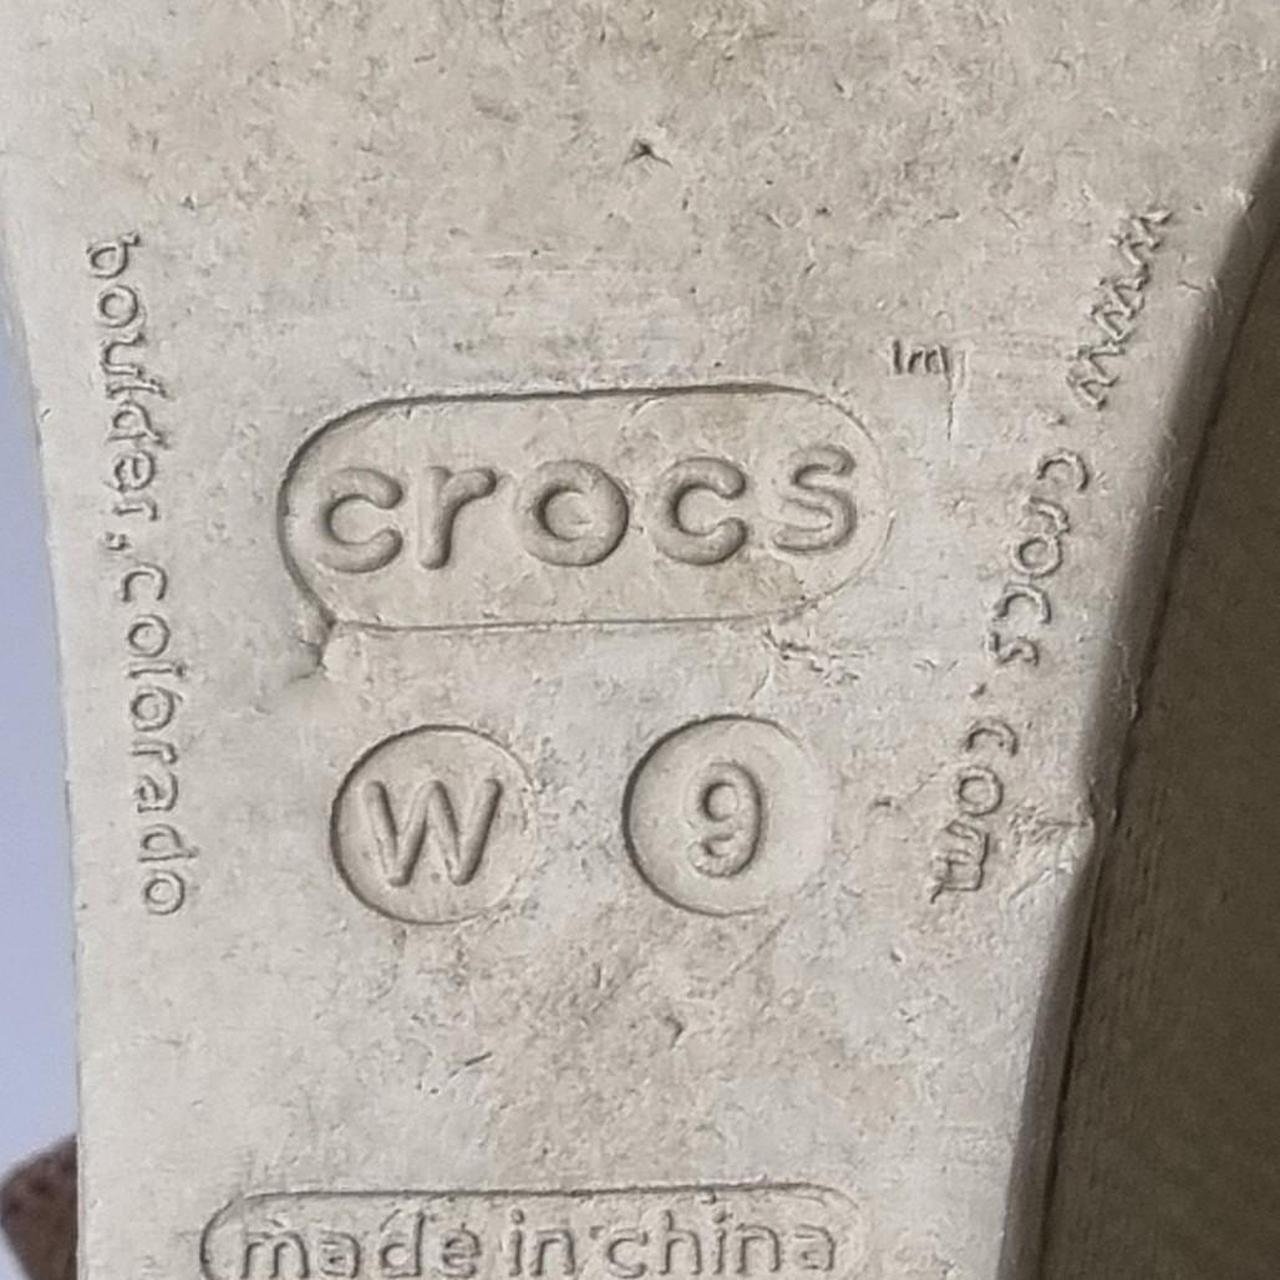 boulder, colorado
crocs
tm
W 9
www.crocs.com
made in china